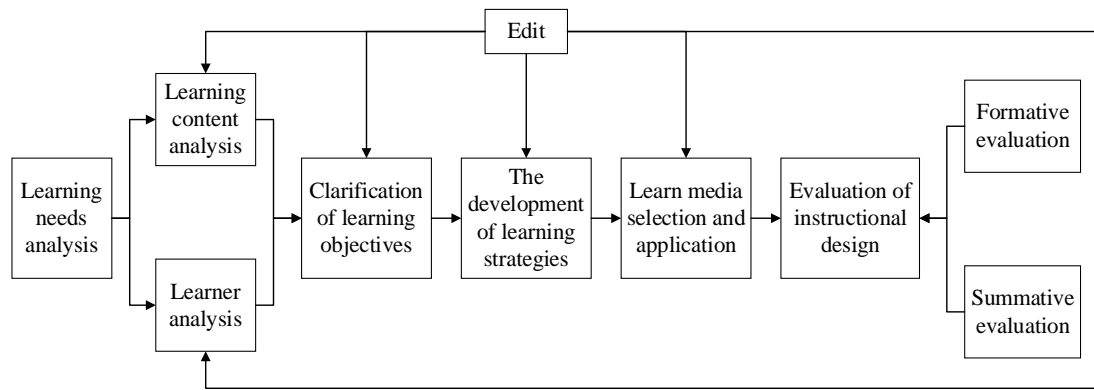 Edit
Learning
content
analysis
Formative
evaluation
Learning
needs
analysis
Clarification
of learning
objectives
The
development
of learning
strategies
Learn media
selection and
application
Evaluation of
instructional
design
Learner
analysis
Summative
evaluation